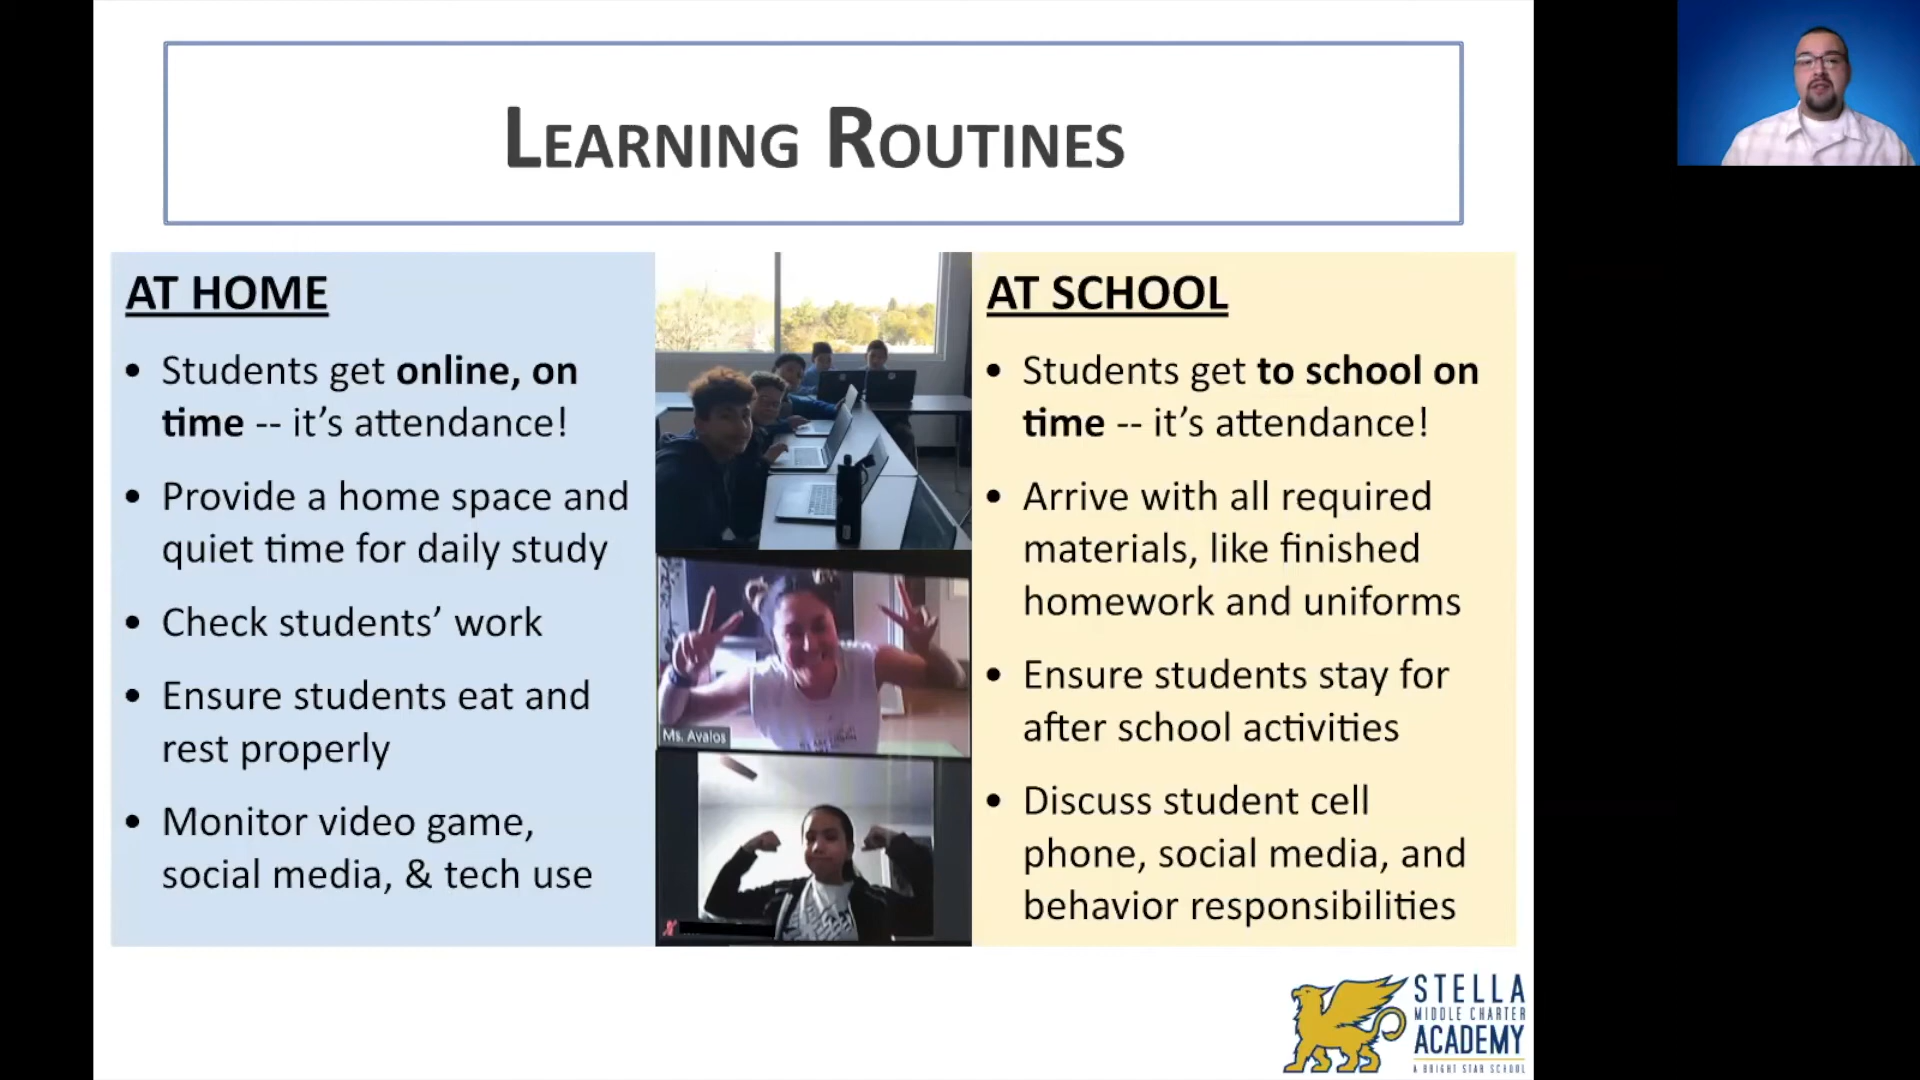 LEARNING ROUTINES
AT HOME
• Students get online, on
time -- it’s attendance!
• Provide a home space and
quiet time for daily study
• Check students’ work
• Ensure students eat and
rest properly
• Monitor video game,
social media, & tech use
Ms. Avalos
AT SCHOOL
• Students get to school on
time -- it’s attendance!
• Arrive with all required
materials, like finished
homework and uniforms
• Ensure students stay for
after school activities
• Discuss student cell
phone, social media, and
behavior responsibilities
STELLA
MIDDLE CHARTER
ACADEMY
A BRIGHT STAR SCHOOL